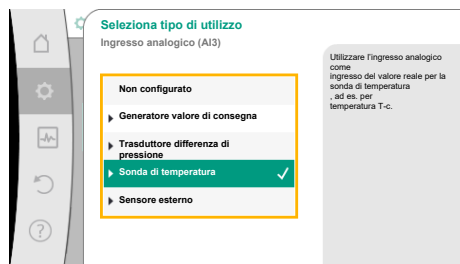 Seleziona tipo di utilizzo
Ingresso analogico (AI3)
Non configurato
Generatore valore di consegna
Trasduttore differenza di
pressione
Sonda di temperatura
Sensore esterno
Utilizzare l'ingresso analogico
come
ingresso del valore reale per la
sonda di temperatura
, ad es. per
temperatura T-c.